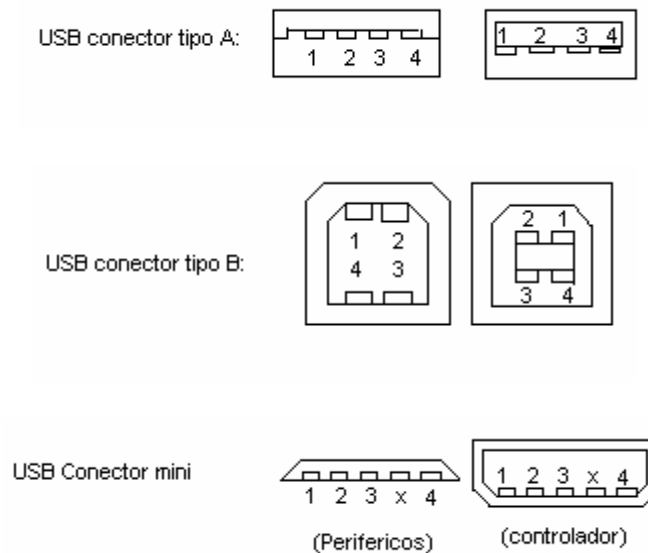 USB conector tipo A:
1 2 3 4
1 2 3 4
USB conector tipo B:
1 2
4 3
2 1
3 4
USB Conector mini
1 2 3 x 4
1 2 3 x 4
(Perifericos)
(controlador)